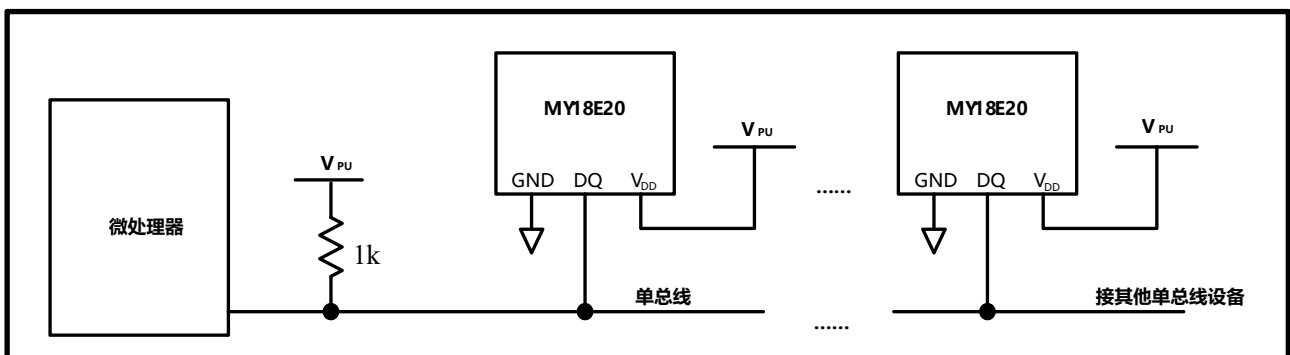 MY18E20
MY18E20
V PU
V PU
V PU
GND DQ VDD
......
GND DQ VDD
微处理器
1k
单总线
接其他单总线设备
......